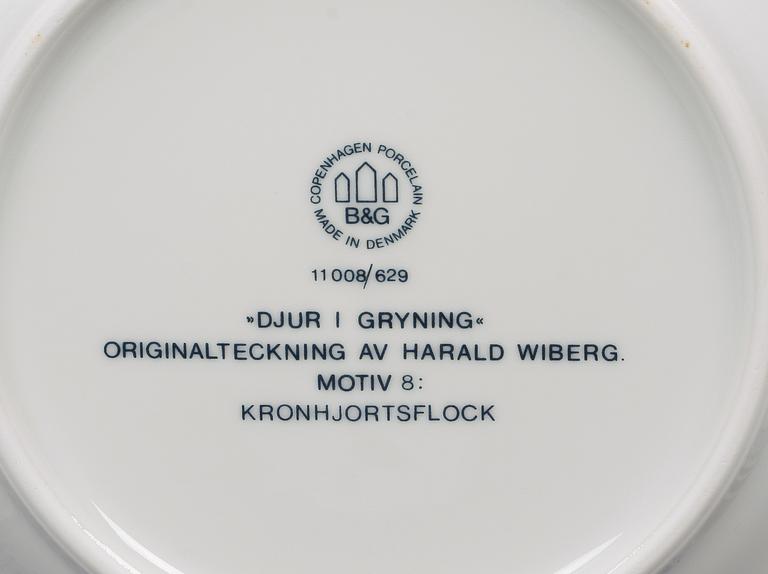 COPENHAGEN PORCELAIN
B&G
MADE IN DENMARK
11008/629
»DJUR I GRYNING«
ORIGINALTECKNING AV HARALD WIBERG.
MOTIV 8:
KRONHJORTSFLOCK